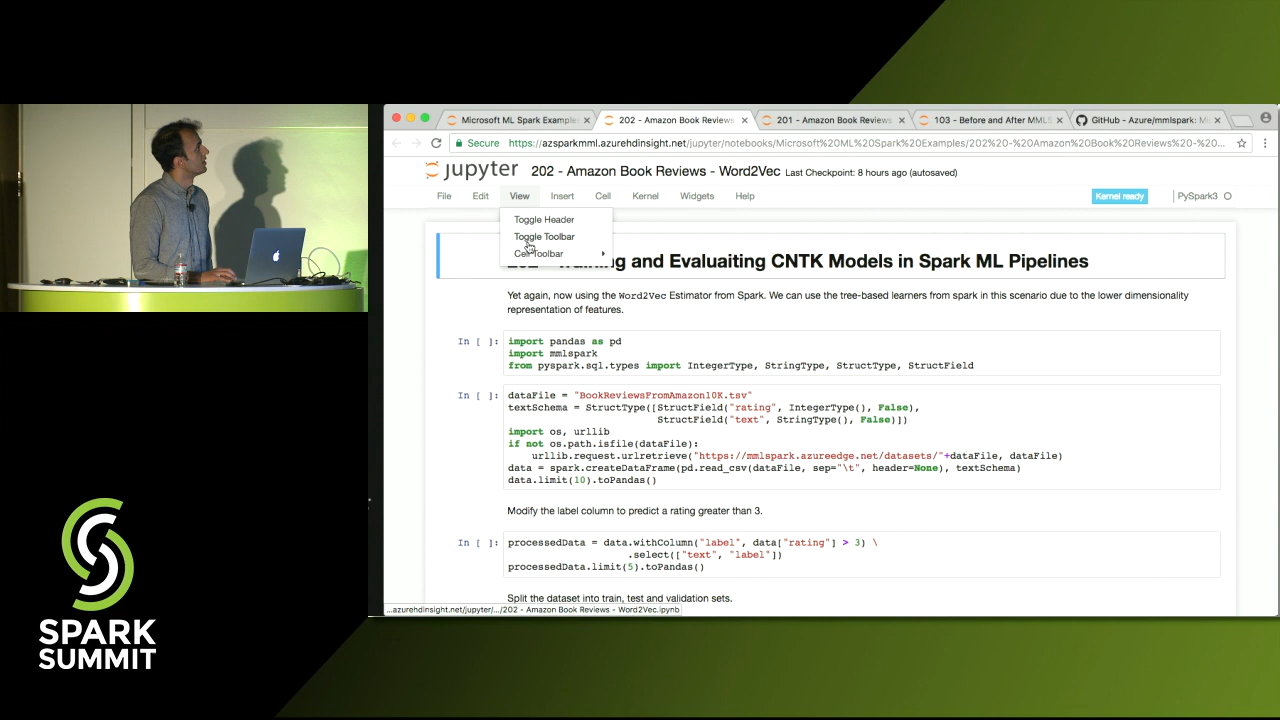 Microsoft ML Spark Examples
202 - Amazon Book Reviews
201 - Amazon Book Reviews
103 - Before and After MMLS
GitHub - Azure/mmlspark: Mi
Secure
https://azsparkmml.azurehdinsight.net/jupyter/notebooks/Microsoft%20ML%20Spark%20Examples/202%20-%20Amazon%20Book%20Reviews%20-%20...
jupyter 202 - Amazon Book Reviews - Word2Vec Last Checkpoint: 8 hours ago (autosaved)
File Edit View Insert Cell Kernel Widgets Help Kernel ready PySpark3
Toggle Header
Toggle Toolbar
Cell Toolbar
and Evaluaiting CNTK Models in Spark ML Pipelines
Yet again, now using the Word2Vec Estimator from Spark. We can use the tree-based learners from spark in this scenario due to the lower dimensionality
representation of features.
In [ ]: import pandas as pd
import mmlspark
from pyspark.sql.types import IntegerType, StringType, StructType, StructField
In [ ]: dataFile = "BookReviewsFromAmazon10K.tsv"
textSchema = StructType([StructField("rating", IntegerType(), False),
StructField("text", StringType(), False)])
import os, urllib
if not os.path.isfile(dataFile):
urllib.request.urlretrieve("https://mmlspark.azureedge.net/datasets/"+dataFile, dataFile)
data = spark.createDataFrame(pd.read_csv(dataFile, sep="\t", header=None), textSchema)
data.limit(10).toPandas()
Modify the label column to predict a rating greater than 3.
In [ ]: processedData = data.withColumn("label", data["rating"] > 3) \
.select(["text", "label"])
processedData.limit(5).toPandas()
Split the dataset into train, test and validation sets.
...azurehdinsight.net/jupyter/.../202 - Amazon Book Reviews - Word2Vec.ipynb
SPARK
SUMMIT